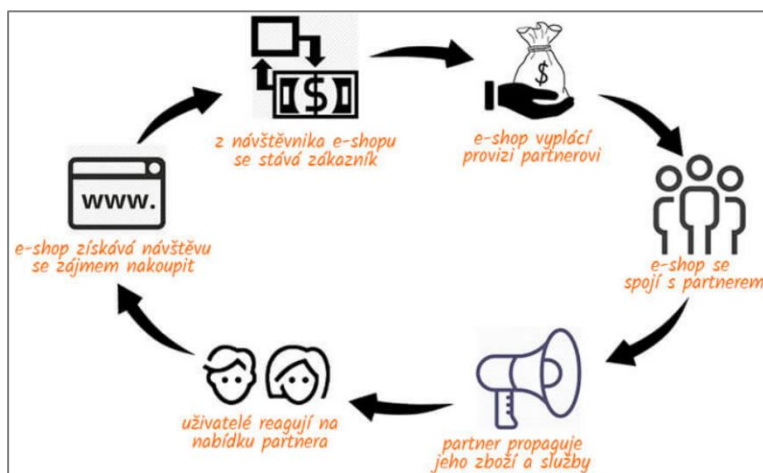 $
z návštěvnika e-shopu
se stává zákazník
$
e-shop vyplácí
provizi partnerovi
www.
e-shop získává návštěvu
se zájmem nakoupit
e-shop se
spojí s partnerem
uživatelé reagují na
nabídku partnera
partner propaguje
jeho zboží a služby